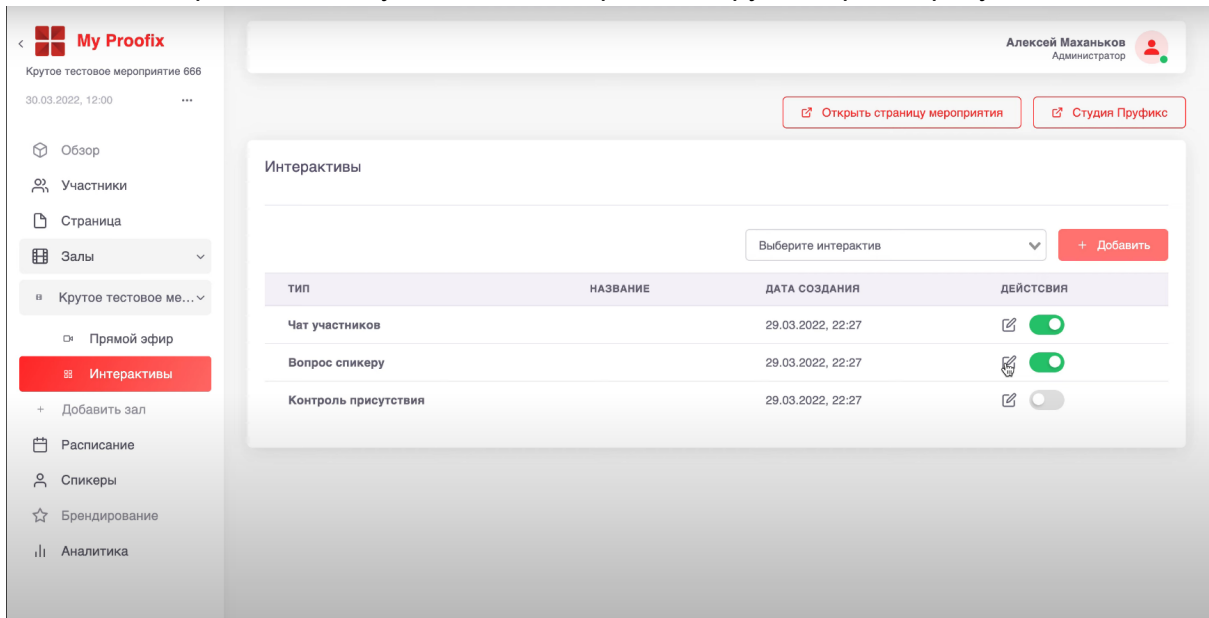 My Proofix
Крутое тестовое мероприятие 666
30.03.2022, 12:00
Обзор
Участники
Страница
Залы
Крутое тестовое ме...
Прямой эфир
Интерактивы
+ Добавить зал
Расписание
Спикеры
Брендирование
Аналитика
Алексей Маханьков
Администратор
Открыть страницу мероприятия
Студия Пруфикс
Интерактивы
Выберите интерактив
+ Добавить
ТИП НАЗВАНИЕ ДАТА СОЗДАНИЯ ДЕЙСТСВИЯ
Чат участников 29.03.2022, 22:27
Вопрос спикеру 29.03.2022, 22:27
Контроль присутствия 29.03.2022, 22:27